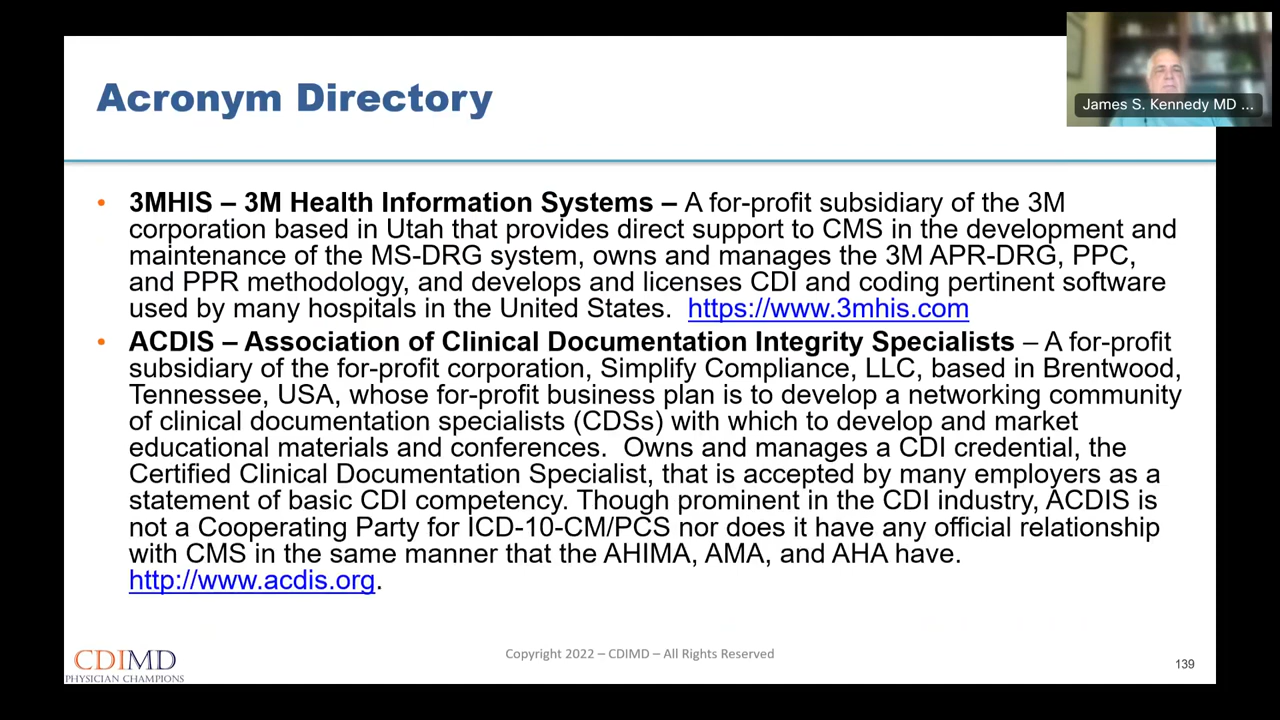 Acronym Directory
James S. Kennedy MD ...
• 3MHIS – 3M Health Information Systems – A for-profit subsidiary of the 3M
corporation based in Utah that provides direct support to CMS in the development and
maintenance of the MS-DRG system, owns and manages the 3M APR-DRG, PPC,
and PPR methodology, and develops and licenses CDI and coding pertinent software
used by many hospitals in the United States. https://www.3mhis.com
• ACDIS – Association of Clinical Documentation Integrity Specialists – A for-profit
subsidiary of the for-profit corporation, Simplify Compliance, LLC, based in Brentwood,
Tennessee, USA, whose for-profit business plan is to develop a networking community
of clinical documentation specialists (CDSs) with which to develop and market
educational materials and conferences. Owns and manages a CDI credential, the
Certified Clinical Documentation Specialist, that is accepted by many employers as a
statement of basic CDI competency. Though prominent in the CDI industry, ACDIS is
not a Cooperating Party for ICD-10-CM/PCS nor does it have any official relationship
with CMS in the same manner that the AHIMA, AMA, and AHA have.
http://www.acdis.org.
CDIMD
PHYSICIAN CHAMPIONS
Copyright 2022 – CDIMD – All Rights Reserved
139